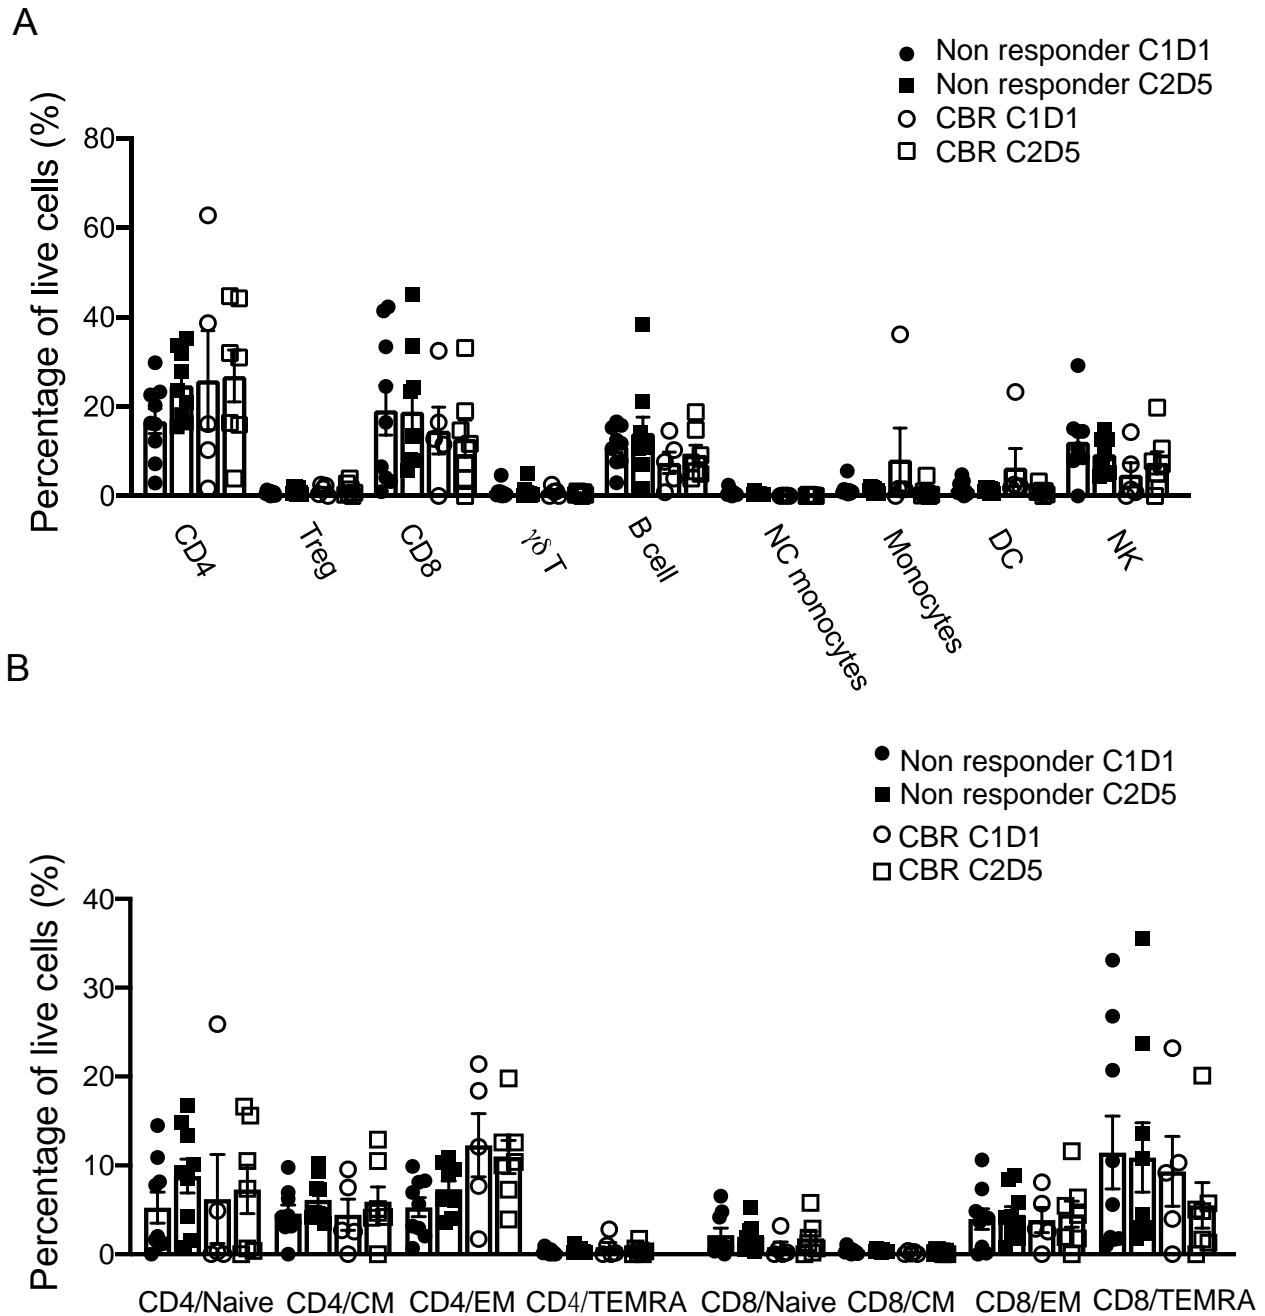 A
Non responder C1D1
Non responder C2D5
CBR C1D1
CBR C2D5
Percentage of live cells (%)
80
60
40
20
0
CD4
Treg
CD8
γδ T
B cell
NC monocytes
Monocytes
DC
NK
B
Non responder C1D1
Non responder C2D5
CBR C1D1
CBR C2D5
Percentage of live cells (%)
40
30
20
10
0
CD4/Naive CD4/CM CD4/EM CD4/TEMRA CD8/Naive CD8/CM CD8/EM CD8/TEMRA